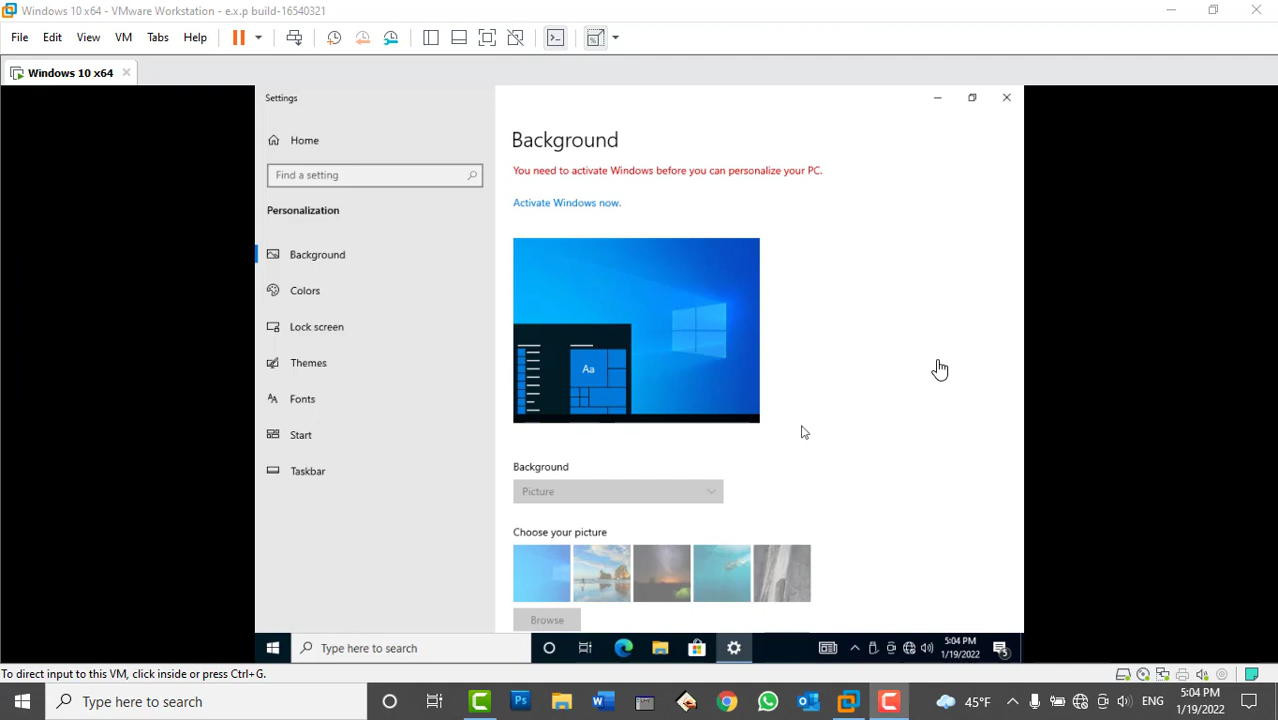 Windows 10 x64 - VMware Workstation - e.x.p build-16540321
File Edit View VM Tabs Help
Windows 10 x64
Settings
Home
Find a setting
Personalization
Background
Colors
Lock screen
Themes
Fonts
Start
Taskbar
Background
You need to activate Windows before you can personalize your PC.
Activate Windows now.
Aa
Background
Picture
Choose your picture
Browse
Type here to search
5:04 PM
1/19/2022
5
To direct input to this VM, click inside or press Ctrl+G.
Type here to search
Ps
45°F
ENG
5:04 PM
1/19/2022